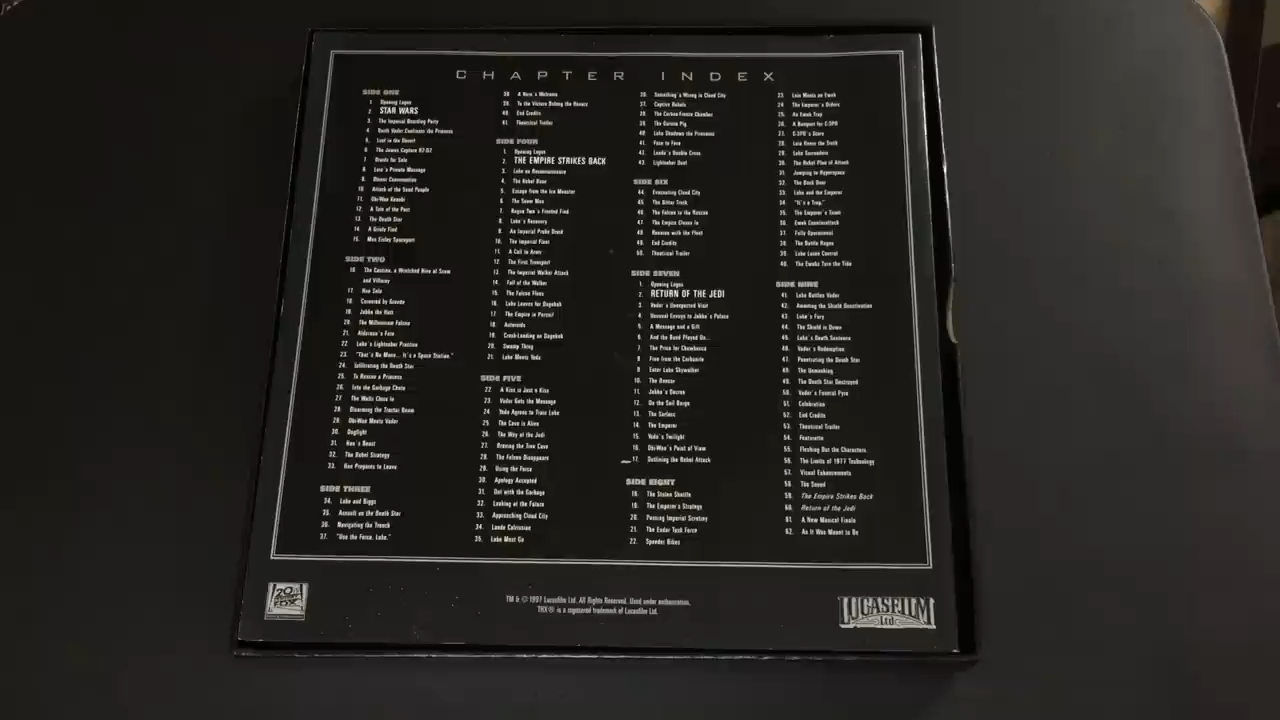 CHAPTER INDEX
SIDE ONE
1. Opening Logos
2. STAR WARS
3. The Imperial Boarding Party
4. Darth Vader Confronts the Princess
5. Lost in the Desert
6. The Jawas Capture R2-D2
7. Droids for Sale
8. Leia's Private Message
9. Dinner Conversation
10. Attack of the Sand People
11. Obi-Wan Kenobi
12. A Tale of the Past
13. The Death Star
14. A Grisly Find
15. Mos Eisley Spaceport
SIDE TWO
16. The Cantina, a Wretched Hive of Scum
and Villainy
17. Han Solo
18. Cornered by Greedo
19. Jabba the Hutt
20. The Millennium Falcon
21. Alderaan's Fate
22. Luke's Lightsaber Practice
23. "That's No Moon... It's a Space Station."
24. Infiltrating the Death Star
25. To Rescue a Princess
26. Into the Garbage Chute
27. The Walls Close In
28. Disarming the Tractor Beam
29. Obi-Wan Meets Vader
30. Dogfight
31. Han's Boast
32. The Rebel Strategy
33. Han Prepares to Leave
SIDE THREE
34. Luke and Biggs
35. Assault on the Death Star
36. Navigating the Trench
37. "Use the Force, Luke."
38. A Hero's Welcome
39. To the Victors Belong the Honors
40. End Credits
41. Theatrical Trailer
SIDE FOUR
1. Opening Logos
2. THE EMPIRE STRIKES BACK
3. Luke on Reconnaissance
4. The Rebel Base
5. Escape from the Ice Monster
6. The Snow Man
7. Rogue Two's Frosted Find
8. Luke's Recovery
9. An Imperial Probe Droid
10. The Imperial Fleet
11. A Call to Arms
12. The First Transport
13. The Imperial Walker Attack
14. Fall of the Walker
15. The Falcon Flees
16. Luke Leaves for Dagobah
17. The Empire in Pursuit
18. Asteroids
19. Crash Landing on Dagobah
20. Swamp Thing
21. Luke Meets Yoda
SIDE FIVE
22. A Kiss is Just a Kiss
23. Vader Gets the Message
24. Yoda Agrees to Train Luke
25. The Cave is Alive
26. The Way of the Jedi
27. Braving the Tree Cave
28. The Falcon Disappears
29. Using the Force
30. Apology Accepted
31. Out with the Garbage
32. Looking at the Future
33. Approaching Cloud City
34. Lando Calrissian
35. Luke Must Go
36. Something's Wrong in Cloud City
37. Captive Rebels
38. The Carbon-Freeze Chamber
39. The Guinea Pig
40. Luke Shadows the Prisoners
41. Face to Face
42. Lando's Double Cross
43. Lightsaber Duel
SIDE SIX
44. Evacuating Cloud City
45. The Bitter Truth
46. The Falcon to the Rescue
47. The Empire Closes In
48. Reunion with the Fleet
49. End Credits
50. Theatrical Trailer
SIDE SEVEN
1. Opening Logos
2. RETURN OF THE JEDI
3. Vader's Unexpected Visit
4. Unusual Envoys to Jabba's Palace
5. A Message and a Gift
6. And the Band Played On...
7. The Price for Chewbacca
8. Free from the Carbonite
9. Enter Luke Skywalker
10. The Rancor
11. Jabba's Decree
12. On the Sail Barge
13. The Sarlacc
14. The Emperor
15. Yoda's Twilight
16. Obi-Wan's Point of View
17. Outlining the Rebel Attack
SIDE EIGHT
18. The Stolen Shuttle
19. The Emperor's Strategy
20. Passing Imperial Scrutiny
21. The Endor Task Force
22. Speeder Bikes
23. Leia Meets an Ewok
24. The Emperor's Orders
25. An Ewok Trap
26. A Banquet for C-3PO
27. C-3PO's Story
28. Leia Hears the Truth
29. Luke Surrenders
30. The Rebel Plan of Attack
31. Jumping to Hyperspace
32. The Back Door
33. Luke and the Emperor
34. "It's a Trap."
35. The Emperor's Taunt
36. Ewok Counterattack
37. Fully Operational
38. The Battle Rages
39. Luke Loses Control
40. The Ewoks Turn the Tide
SIDE NINE
41. Luke Battles Vader
42. Awaiting the Shield Deactivation
43. Luke's Fury
44. The Shield is Down
45. Luke's Death Sentence
46. Vader's Redemption
47. Penetrating the Death Star
48. The Unmasking
49. The Death Star Destroyed
50. Vader's Funeral Pyre
51. Celebration
52. End Credits
53. Theatrical Trailer
54. Featurette
55. Fleshing Out the Characters
56. The Limits of 1977 Technology
57. Visual Enhancements
58. The Sound
59. The Empire Strikes Back
60. Return of the Jedi
61. A New Musical Finale
62. As It Was Meant to Be
20th CENTURY FOX
TM & © 1997 Lucasfilm Ltd. All Rights Reserved. Used under authorization.
THX® is a registered trademark of Lucasfilm Ltd.
LUCASFILM
Ltd.